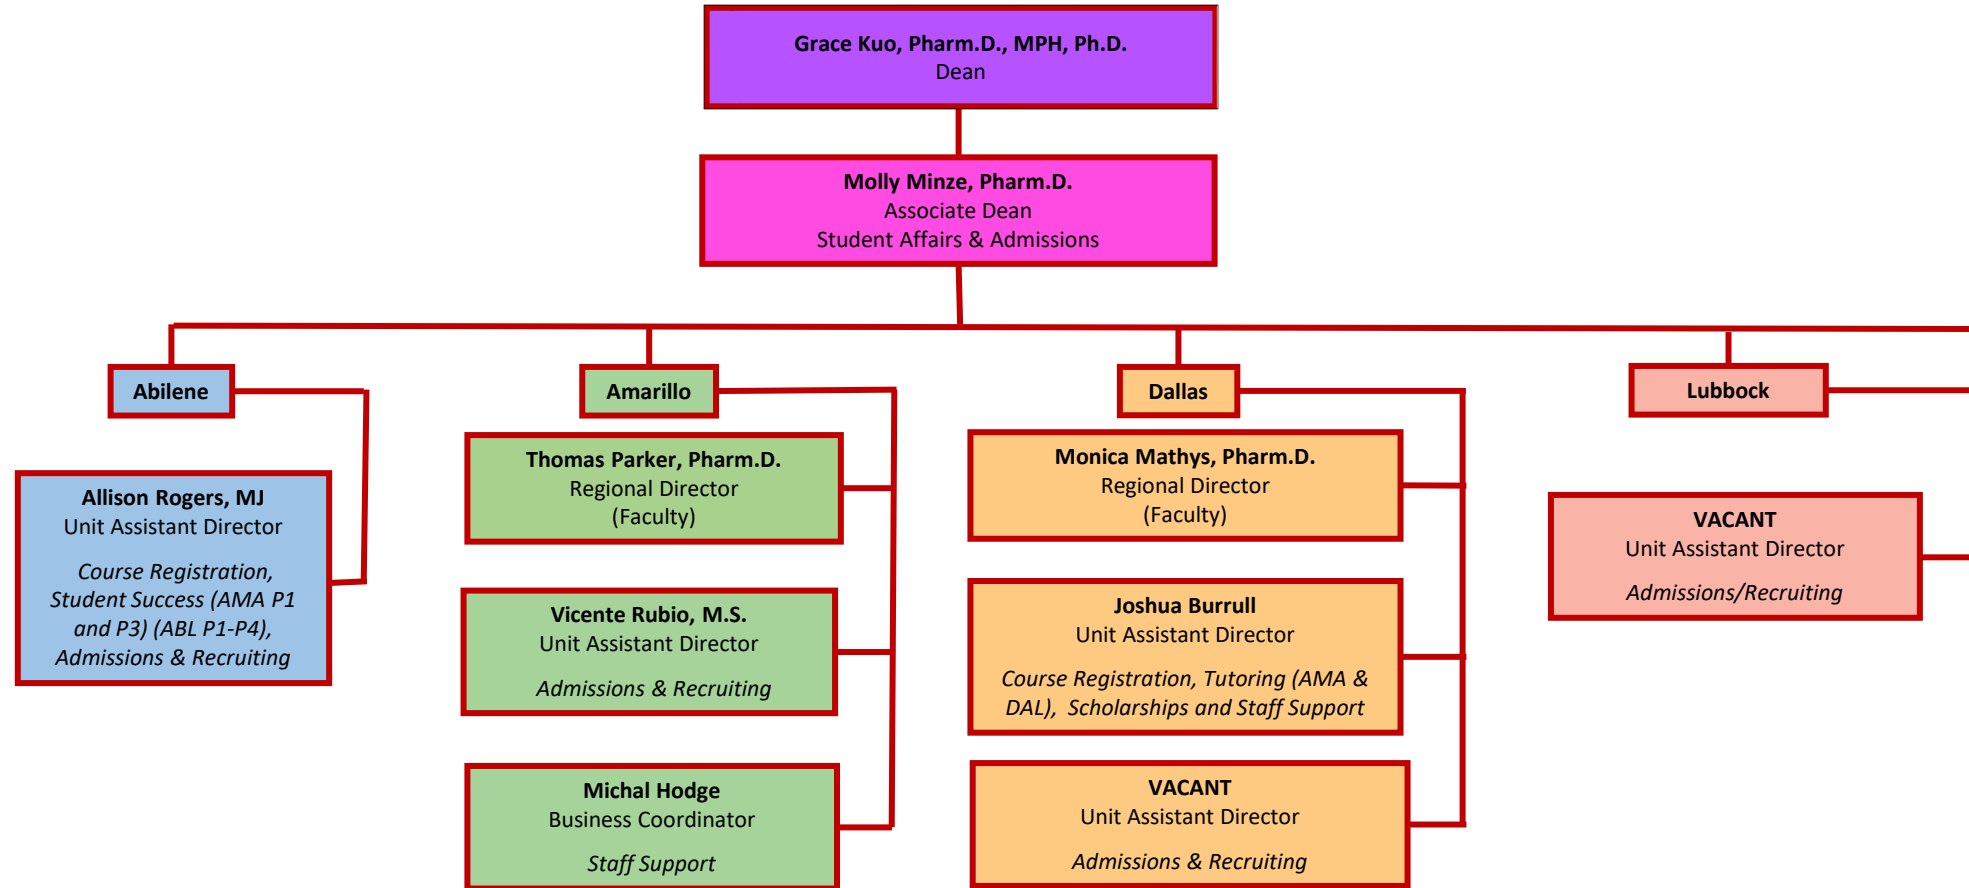 Grace Kuo, Pharm.D., MPH, Ph.D.
Dean
Molly Minze, Pharm.D.
Associate Dean
Student Affairs & Admissions
Abilene
Allison Rogers, MJ
Unit Assistant Director
Course Registration,
Student Success (AMA P1
and P3) (ABL P1-P4),
Admissions & Recruiting
Amarillo
Thomas Parker, Pharm.D.
Regional Director
(Faculty)
Vicente Rubio, M.S.
Unit Assistant Director
Admissions & Recruiting
Michal Hodge
Business Coordinator
Staff Support
Dallas
Monica Mathys, Pharm.D.
Regional Director
(Faculty)
Joshua Burrull
Unit Assistant Director
Course Registration, Tutoring (AMA &
DAL),  Scholarships and Staff Support
VACANT
Unit Assistant Director
Admissions & Recruiting
Lubbock
VACANT
Unit Assistant Director
Admissions/Recruiting